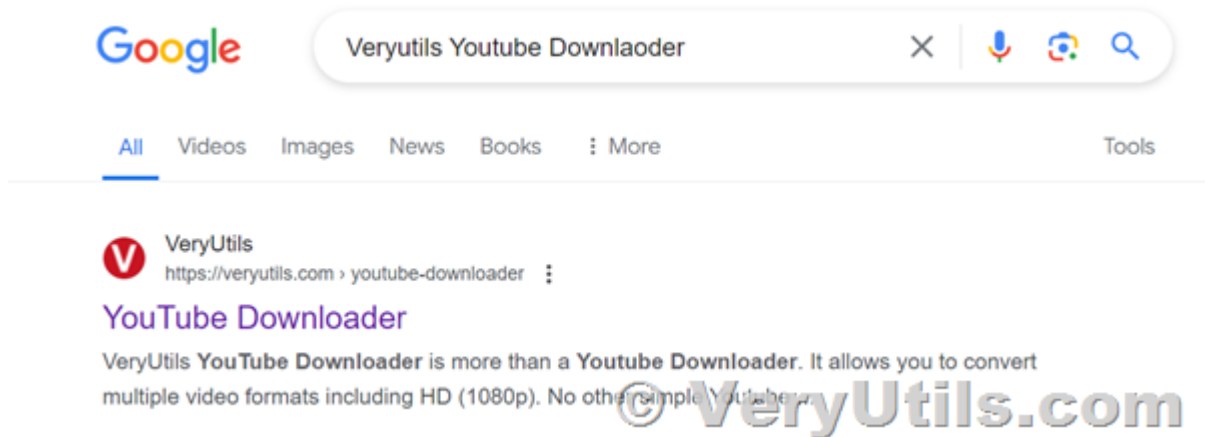 Google
Veryutils Youtube Downlaoder
All Videos Images News Books More Tools
VeryUtils
https://veryutils.com › youtube-downloader
YouTube Downloader
VeryUtils YouTube Downloader is more than a Youtube Downloader. It allows you to convert
multiple video formats including HD (1080p). No other simple Youtube ...
© VeryUtils.com